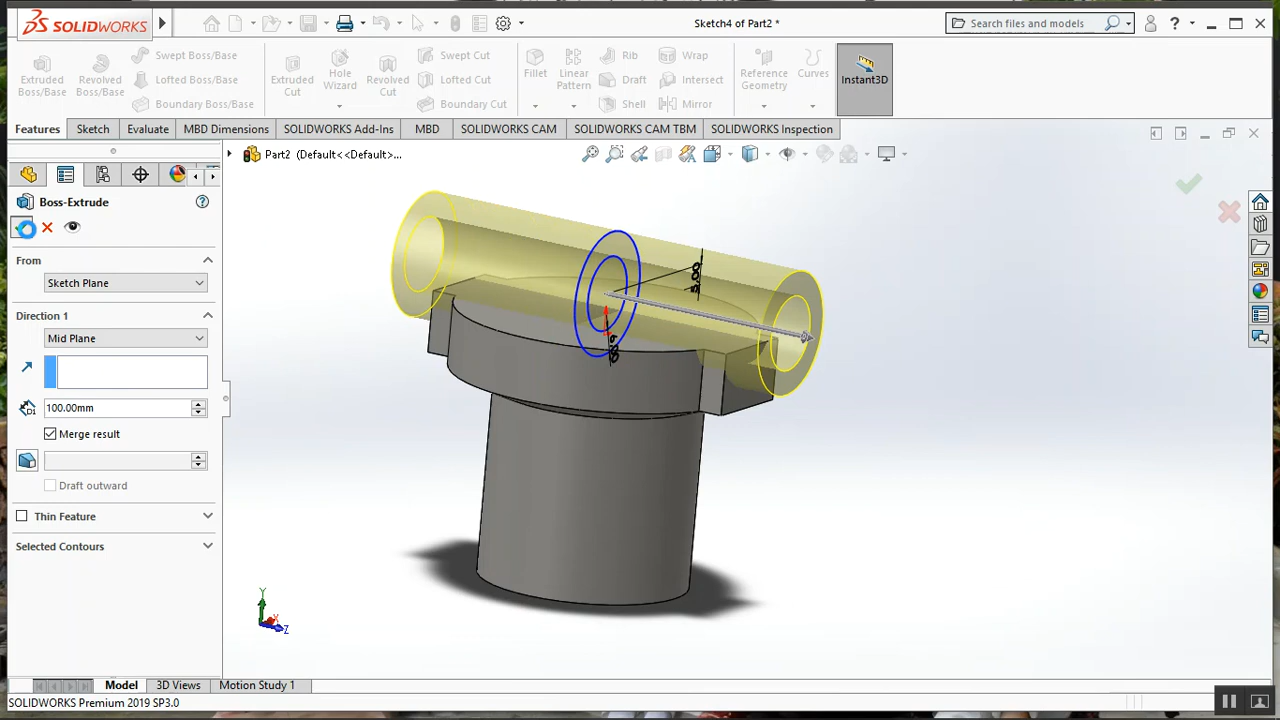 SOLIDWORKS
Sketch4 of Part2 *
Search files and models
?
Extruded Boss/Base
Revolved Boss/Base
Swept Boss/Base
Lofted Boss/Base
Boundary Boss/Base
Extruded Cut
Hole Wizard
Revolved Cut
Swept Cut
Lofted Cut
Boundary Cut
Fillet
Linear Pattern
Rib
Draft
Shell
Wrap
Intersect
Mirror
Reference Geometry
Curves
Instant3D
Features
Sketch
Evaluate
MBD Dimensions
SOLIDWORKS Add-Ins
MBD
SOLIDWORKS CAM
SOLIDWORKS CAM TBM
SOLIDWORKS Inspection
Part2 (Default<<Default>...
Boss-Extrude
?
From
Sketch Plane
Direction 1
Mid Plane
D1
100.00mm
Merge result
Draft outward
Thin Feature
Selected Contours
Y
X
Z
Model
3D Views
Motion Study 1
SOLIDWORKS Premium 2019 SP3.0